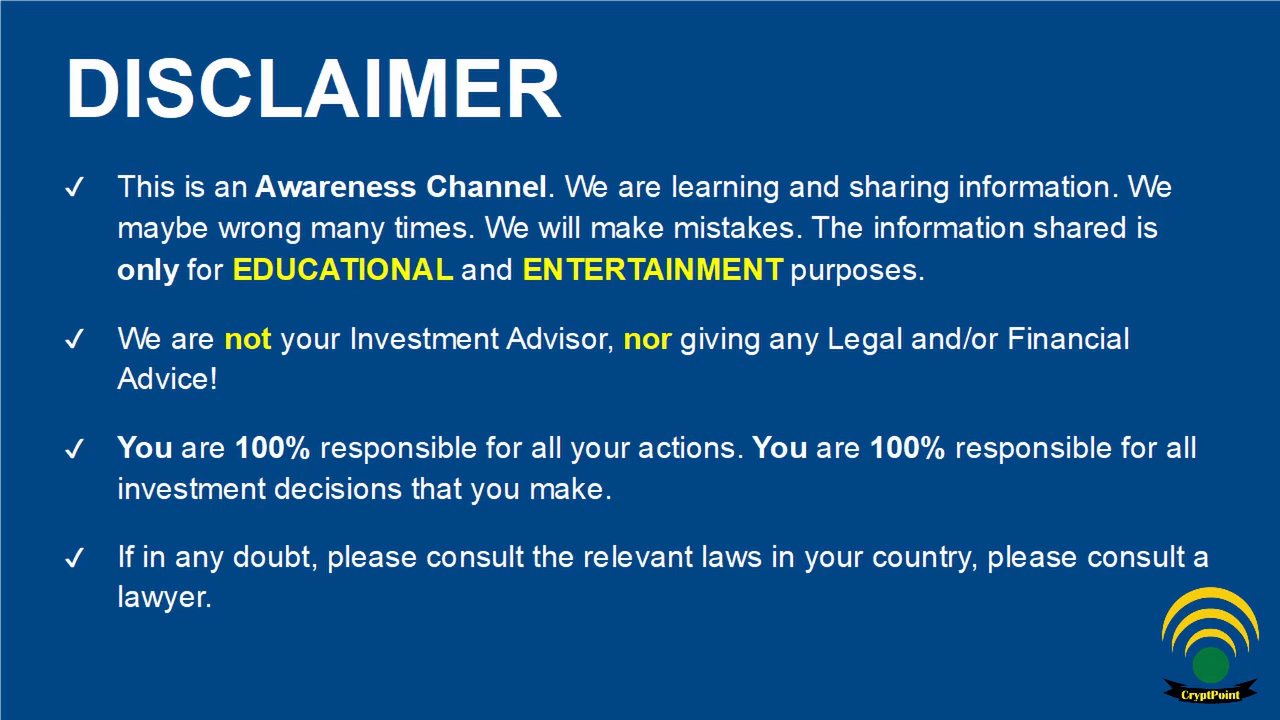 DISCLAIMER
✓ This is an Awareness Channel. We are learning and sharing information. We
maybe wrong many times. We will make mistakes. The information shared is
only for EDUCATIONAL and ENTERTAINMENT purposes.
✓ We are not your Investment Advisor, nor giving any Legal and/or Financial
Advice!
✓ You are 100% responsible for all your actions. You are 100% responsible for all
investment decisions that you make.
✓ If in any doubt, please consult the relevant laws in your country, please consult a
lawyer.
CryptPoint